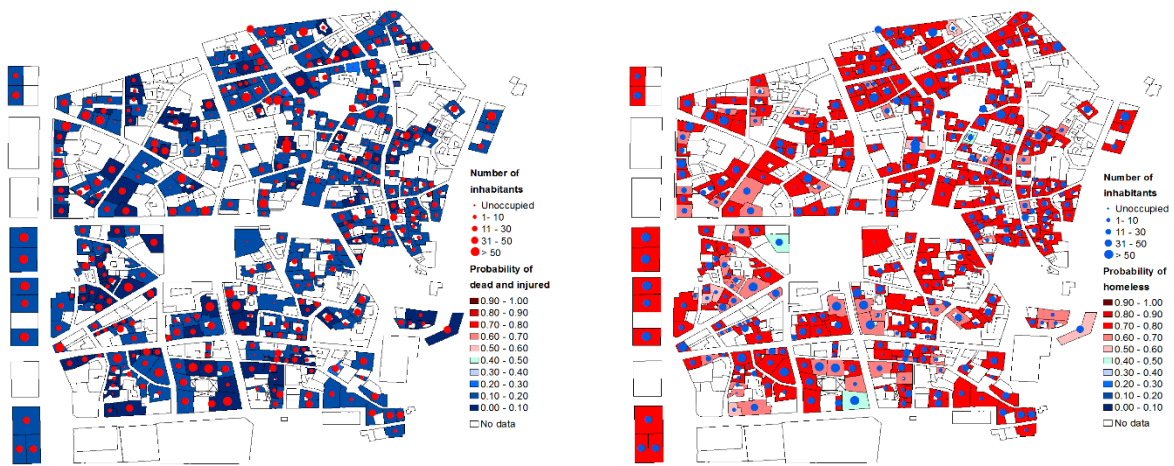 Number of
inhabitants
Unoccupied
1- 10
11 - 30
31 - 50
> 50
Probability of
dead and injured
0.90 - 1.00
0.80 - 0.90
0.70 - 0.80
0.60 - 0.70
0.50 - 0.60
0.40 - 0.50
0.30 - 0.40
0.20 - 0.30
0.10 - 0.20
0.00 - 0.10
No data
Number of
inhabitants
Unoccupied
1- 10
11 - 30
31 - 50
> 50
Probability of
homeless
0.90 - 1.00
0.80 - 0.90
0.70 - 0.80
0.60 - 0.70
0.50 - 0.60
0.40 - 0.50
0.30 - 0.40
0.20 - 0.30
0.10 - 0.20
0.00 - 0.10
No data